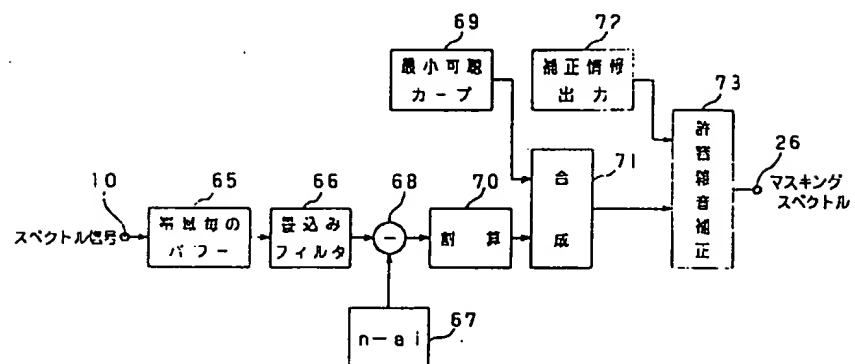 69
最小可聴
カーブ
72
補正情報
出力
73
許容雑音補正
26
マスキング
スペクトル
71
合成
10
スペクトル信号
65
帯域毎の
パワー
66
畳込み
フィルタ
68
−
70
割算
n-ai
67